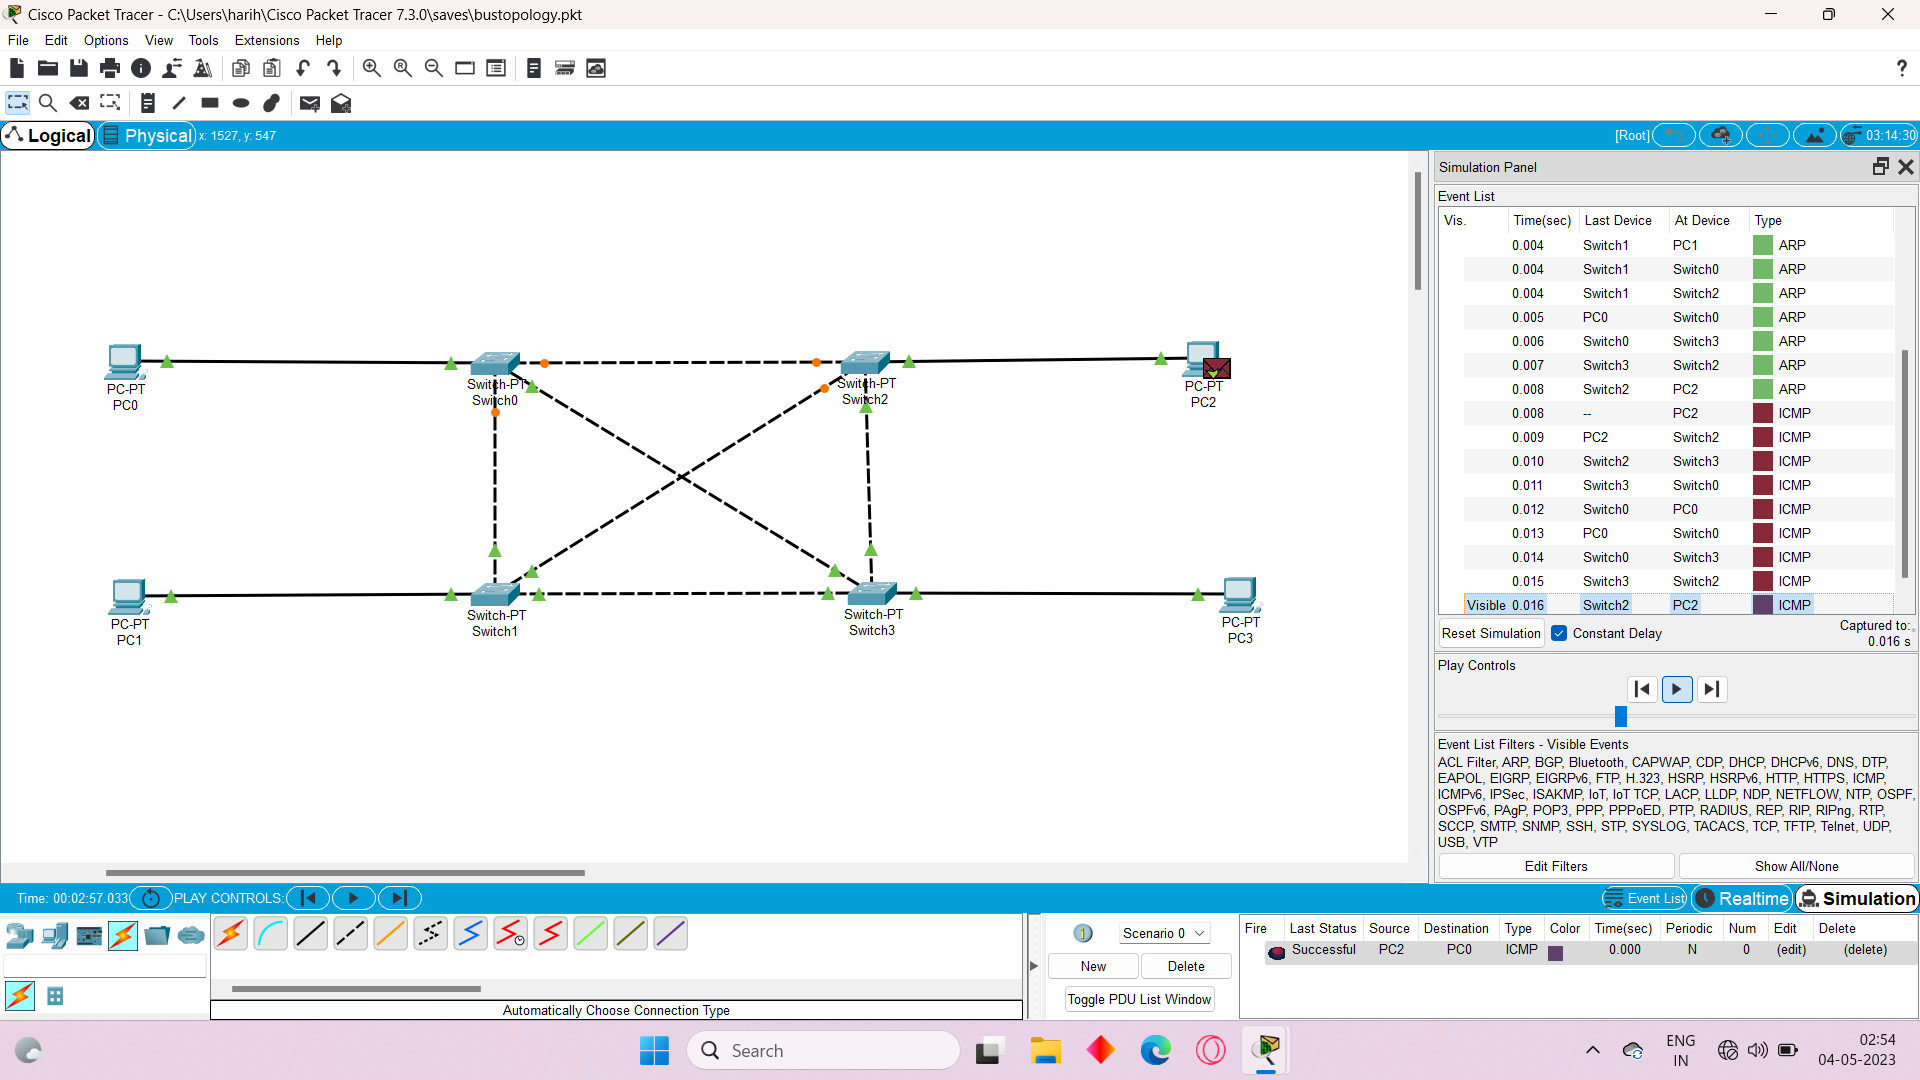 Cisco Packet Tracer - C:\Users\harih\Cisco Packet Tracer 7.3.0\saves\bustopology.pkt
File Edit Options View Tools Extensions Help
?
Logical Physical x: 1527, y: 547 [Root] 03:14:30
PC-PT
PC0
Switch-PT
Switch0
Switch-PT
Switch2
PC-PT
PC2
PC-PT
PC1
Switch-PT
Switch1
Switch-PT
Switch3
PC-PT
PC3
Simulation Panel
Event List
Vis. Time(sec) Last Device At Device Type
0.004 Switch1 PC1 ARP
0.004 Switch1 Switch0 ARP
0.004 Switch1 Switch2 ARP
0.005 PC0 Switch0 ARP
0.006 Switch0 Switch3 ARP
0.007 Switch3 Switch2 ARP
0.008 Switch2 PC2 ARP
0.008 -- PC2 ICMP
0.009 PC2 Switch2 ICMP
0.010 Switch2 Switch3 ICMP
0.011 Switch3 Switch0 ICMP
0.012 Switch0 PC0 ICMP
0.013 PC0 Switch0 ICMP
0.014 Switch0 Switch3 ICMP
0.015 Switch3 Switch2 ICMP
Visible 0.016 Switch2 PC2 ICMP
Reset Simulation Constant Delay Captured to:
0.016 s
Play Controls
Event List Filters - Visible Events
ACL Filter, ARP, BGP, Bluetooth, CAPWAP, CDP, DHCP, DHCPv6, DNS, DTP,
EAPOL, EIGRP, EIGRPv6, FTP, H.323, HSRP, HSRPv6, HTTP, HTTPS, ICMP,
ICMPv6, IPSec, ISAKMP, IoT, IoT TCP, LACP, LLDP, NDP, NETFLOW, NTP, OSPF,
OSPFv6, PAgP, POP3, PPP, PPPoED, PTP, RADIUS, REP, RIP, RIPng, RTP,
SCCP, SMTP, SNMP, SSH, STP, SYSLOG, TACACS, TCP, TFTP, Telnet, UDP,
USB, VTP
Edit Filters Show All/None
Time: 00:02:57.033 PLAY CONTROLS: Event List Realtime Simulation
Scenario 0
New Delete
Toggle PDU List Window
Fire Last Status Source Destination Type Color Time(sec) Periodic Num Edit Delete
Successful PC2 PC0 ICMP 0.000 N 0 (edit) (delete)
Automatically Choose Connection Type
Search
ENG
IN
02:54
04-05-2023